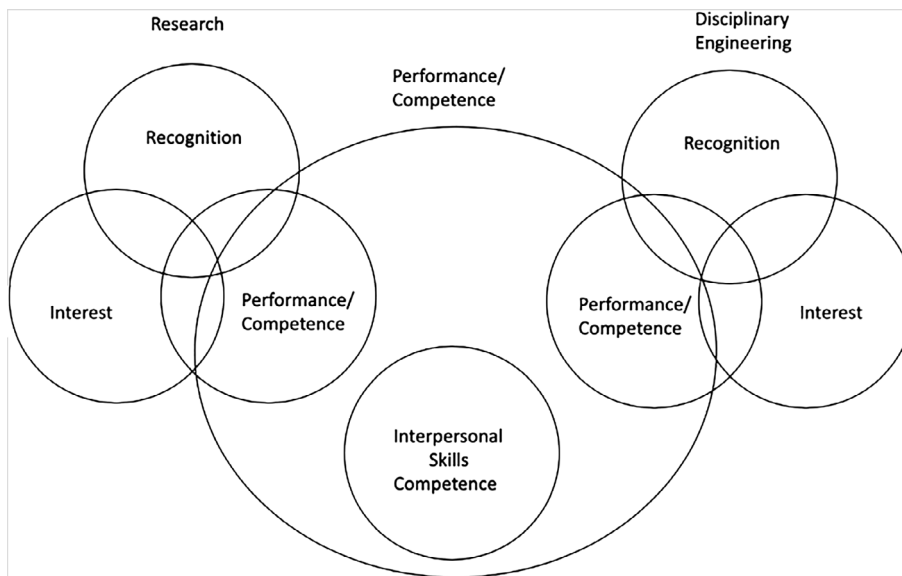 Research
Disciplinary
Engineering
Performance/
Competence
Recognition
Recognition
Interest
Performance/
Competence
Performance/
Competence
Interest
Interpersonal
Skills
Competence